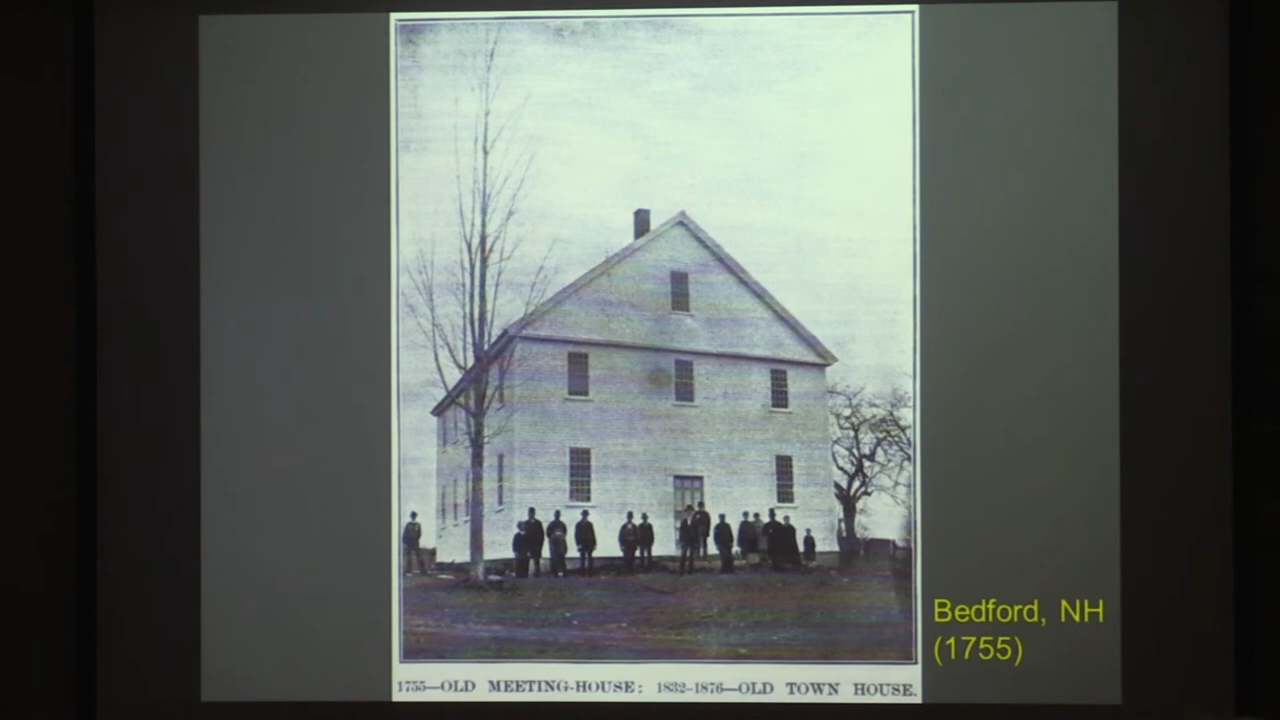 Bedford, NH
(1755)
1755—OLD MEETING-HOUSE; 1832-1876—OLD TOWN HOUSE.